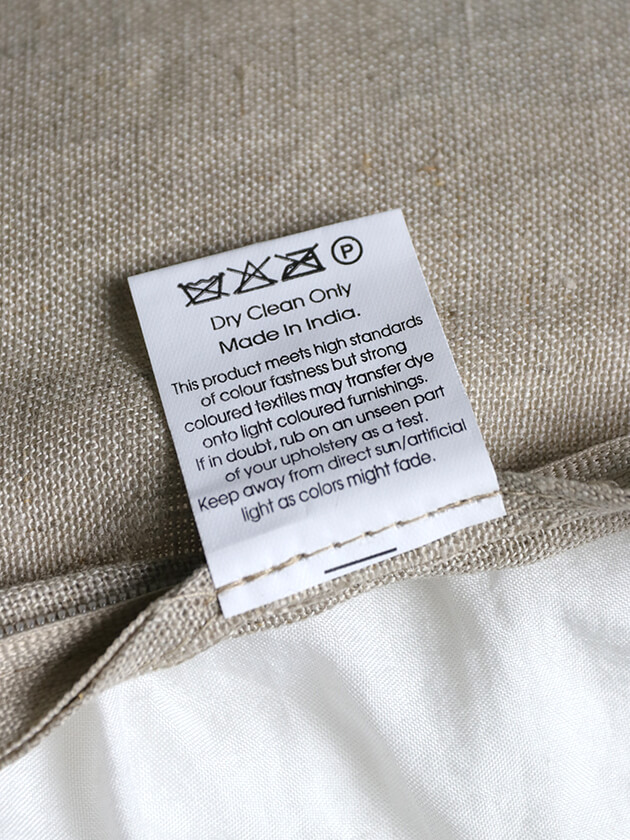 P
Dry Clean Only
Made In India.
This product meets high standards
of colour fastness but strong
coloured textiles may transfer dye
onto light coloured furnishings.
If in doubt, rub on an unseen part
of your upholstery as a test.
Keep away from direct sun/artificial
light as colors might fade.